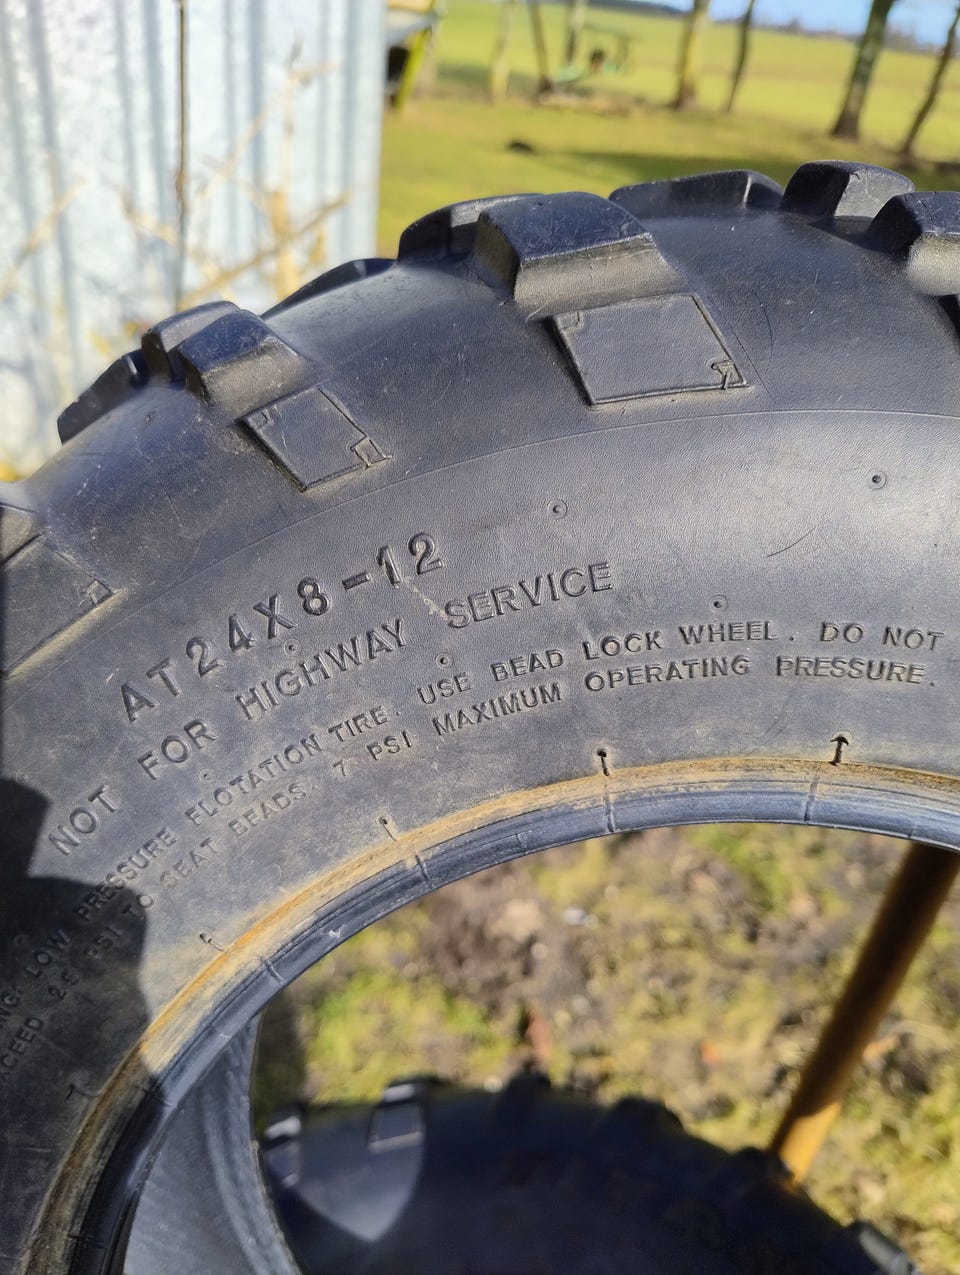 AT24X8-12
NOT FOR HIGHWAY SERVICE
LOW PRESSURE FLOTATION TIRE. USE BEAD LOCK WHEEL. DO NOT
PSI TO SEAT BEADS. 7 PSI MAXIMUM OPERATING PRESSURE.